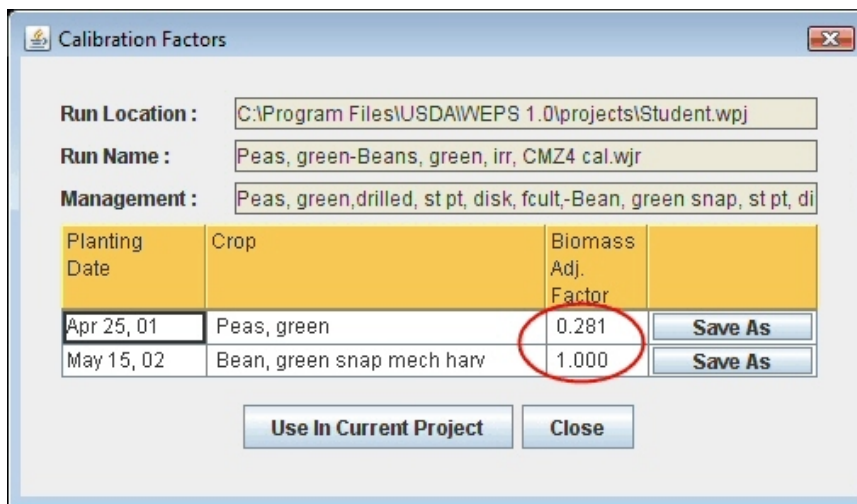 Calibration Factors
Run Location : C:\Program Files\USDA\WEPS 1.0\projects\Student.wpj
Run Name : Peas, green-Beans, green, irr, CMZ4 cal.wjr
Management : Peas, green,drilled, st pt, disk, fcult,-Bean, green snap, st pt, di
Planting Crop Biomass
Date Adj.
Factor
Apr 25, 01 Peas, green 0.281 Save As
May 15, 02 Bean, green snap mech harv 1.000 Save As
Use In Current Project Close